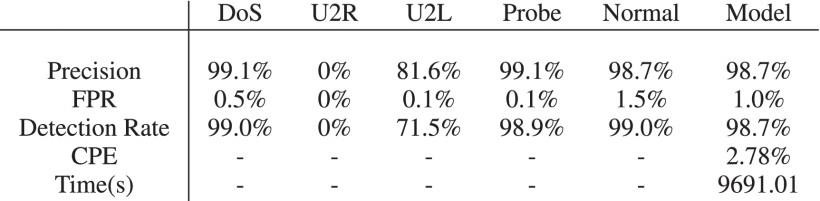 DoS U2R U2L Probe Normal Model
Precision 99.1% 0% 81.6% 99.1% 98.7% 98.7%
FPR 0.5% 0% 0.1% 0.1% 1.5% 1.0%
Detection Rate 99.0% 0% 71.5% 98.9% 99.0% 98.7%
CPE - - - - - 2.78%
Time(s) - - - - - 9691.01